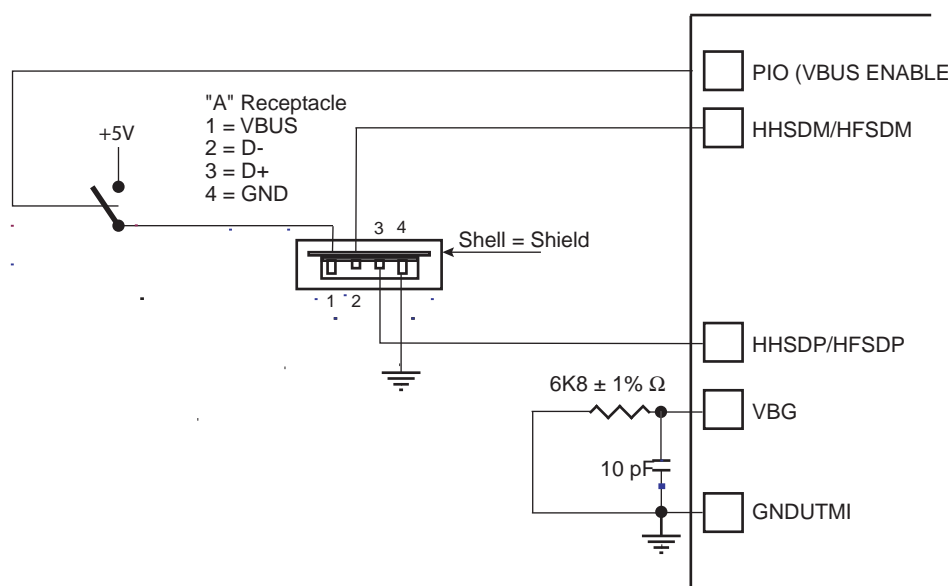 PIO (VBUS ENABLE
"A" Receptacle
1 = VBUS
2 = D-
3 = D+
4 = GND
+5V
HHSDM/HFSDM
3 4
Shell = Shield
1 2
HHSDP/HFSDP
6K8 ± 1% Ω
VBG
10 pF
GNDUTMI